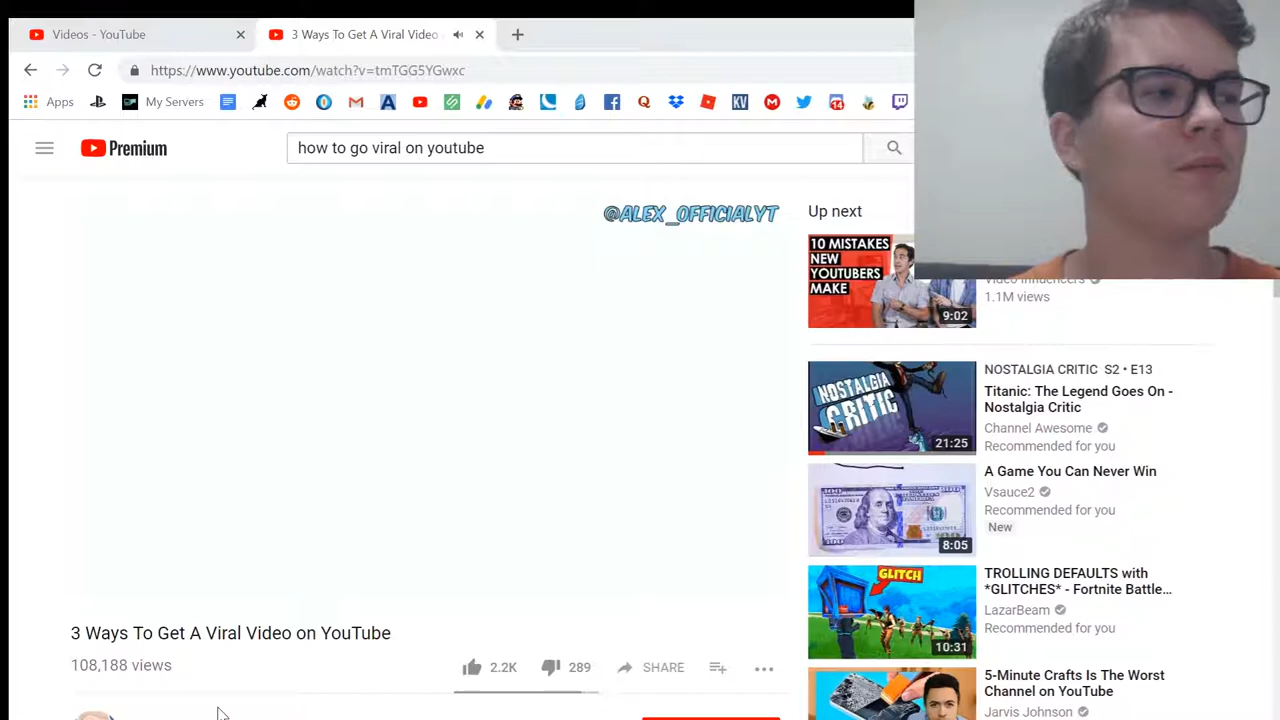 Videos - YouTube
3 Ways To Get A Viral Video
https://www.youtube.com/watch?v=tmTGG5YGwxc
Apps
My Servers
14
Premium
how to go viral on youtube
@ALEX_OFFICIALYT
Up next
10 MISTAKES
NEW
YOUTUBERS
MAKE
9:02
Video Influencers
1.1M views
NOSTALGIA
CRITIC
21:25
NOSTALGIA CRITIC S2 • E13
Titanic: The Legend Goes On -
Nostalgia Critic
Channel Awesome
Recommended for you
8:05
A Game You Can Never Win
Vsauce2
Recommended for you
New
GLITCH
10:31
TROLLING DEFAULTS with
*GLITCHES* - Fortnite Battle...
LazarBeam
Recommended for you
5-Minute Crafts Is The Worst
Channel on YouTube
Jarvis Johnson
3 Ways To Get A Viral Video on YouTube
108,188 views
2.2K
289
SHARE